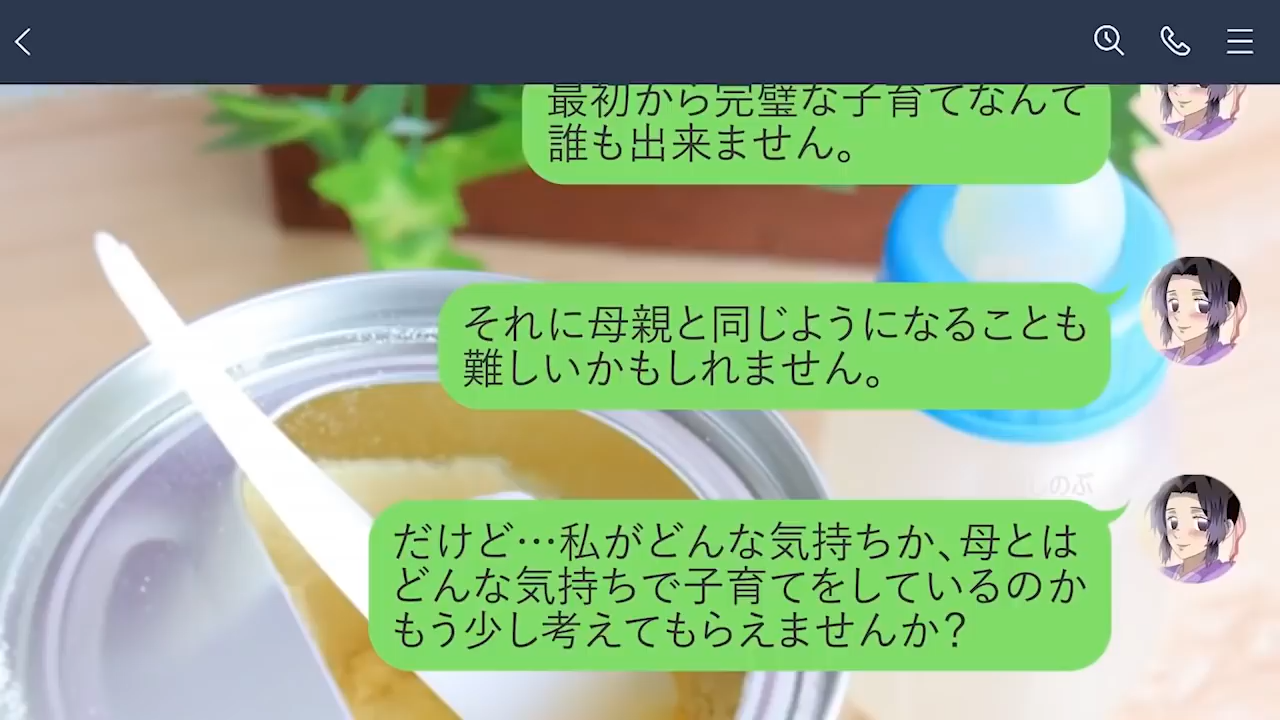 最初から完璧な子育てなんて
誰も出来ません。
それに母親と同じようになることも
難しいかもしれません。
しのぶ
だけど…私がどんな気持ちか、母とは
どんな気持ちで子育てをしているのか
もう少し考えてもらえませんか？